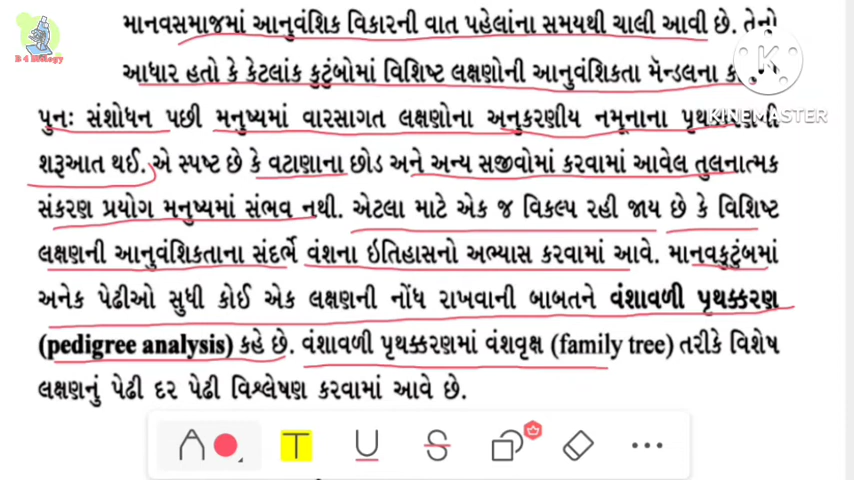 માનવસમાજમાં આનુવંશિક વિકારની વાત પહેલાંના સમયથી ચાલી આવી છે. તેનો
આધાર હતો કે કેટલાંક કુટુંબોમાં વિશિષ્ટ લક્ષણોની આનુવંશિકતા મૅન્ડલના
પુનઃ સંશોધન પછી મનુષ્યમાં વારસાગત લક્ષણોના અનુકરણીય નમૂનાના
શરૂઆત થઈ. એ સ્પષ્ટ છે કે વટાણાના છોડ અને અન્ય સજીવોમાં કરવામાં આવેલ તુલનાત્મક
સંકરણ પ્રયોગ મનુષ્યમાં સંભવ નથી. એટલા માટે એક જ વિકલ્પ રહી જાય છે કે વિશિષ્ટ
લક્ષણની આનુવંશિકતાના સંદર્ભે વંશના ઇતિહાસનો અભ્યાસ કરવામાં આવે. માનવકુટુંબમાં
અનેક પેઢીઓ સુધી કોઈ એક લક્ષણની નોંધ રાખવાની બાબતને વંશાવળી પૃથક્કરણ
(pedigree analysis) કહે છે. વંશાવળી પૃથક્કરણમાં વંશવૃક્ષ (family tree) તરીકે વિશેષ
લક્ષણનું પેઢી દર પેઢી વિશ્લેષણ કરવામાં આવે છે.
B 4 Biology
K
KINEMASTER
T
U
S